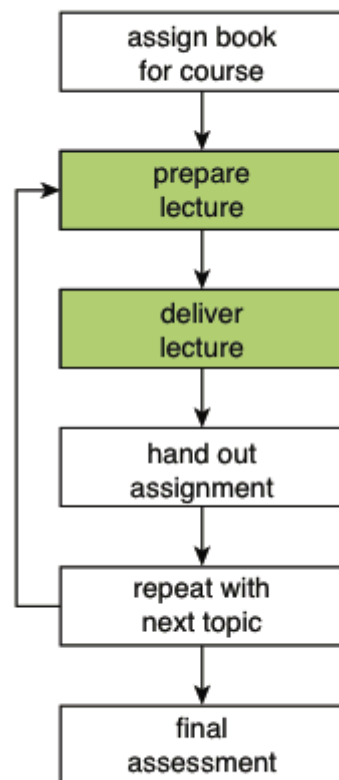 assign book
for course
prepare
lecture
deliver
lecture
hand out
assignment
repeat with
next topic
final
assessment